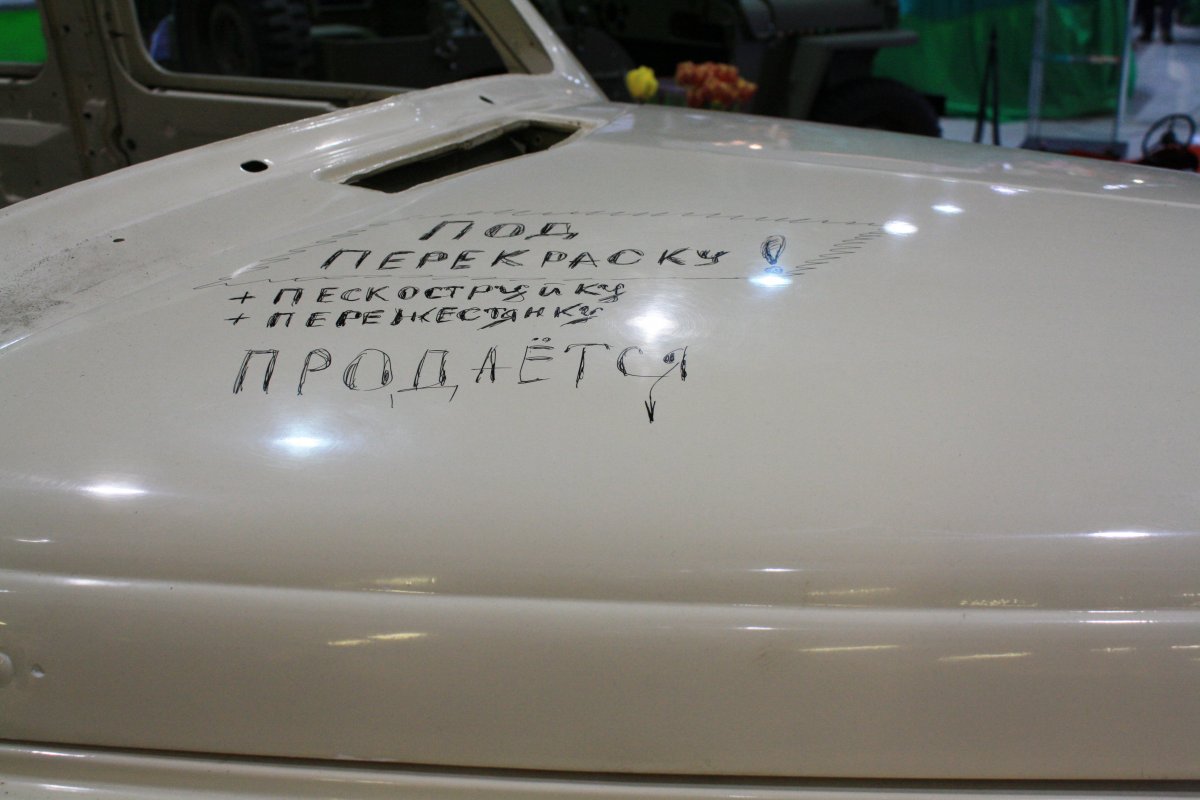 ПОД
ПЕРЕКРАСКУ!
+ ПЕСКОСТРУЙКУ
+ ПЕРЕЖЕСТЯНКУ
ПРОДАЁТСЯ